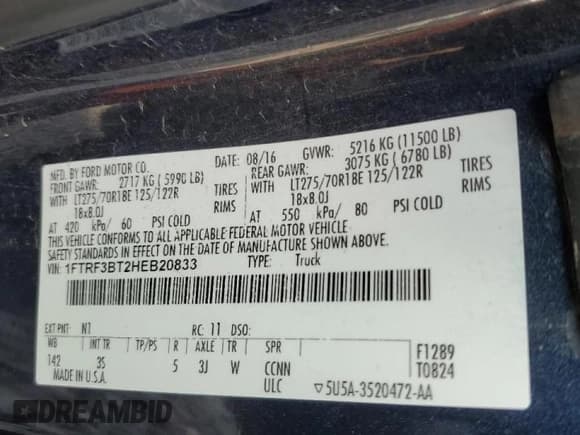 MFD. BY FORD MOTOR CO. DATE: 08/16 GVWR: 5216 KG (11500 LB)
FRONT GAWR: 2717 KG (5990 LB) REAR GAWR: 3075 KG (6780 LB)
WITH LT275/70R18E 125/122R TIRES WITH LT275/70R18E 125/122R TIRES
18x8.0J RIMS 18x8.0J RIMS
AT 420 kPa/ 60 PSI COLD AT 550 kPa/ 80 PSI COLD
THIS VEHICLE CONFORMS TO ALL APPLICABLE FEDERAL MOTOR VEHICLE
SAFETY STANDARDS IN EFFECT ON THE DATE OF MANUFACTURE SHOWN ABOVE.
VIN: 1FTRF3BT2HEB20833 TYPE: Truck
EXT PNT: N1 RC: 11 DSO:
WB INT TR TP/PS R AXLE TR SPR F1289
142 3S 5 3J W CCNN T0824
MADE IN U.S.A. ULC ▽5U5A-3520472-AA
DREAMBID